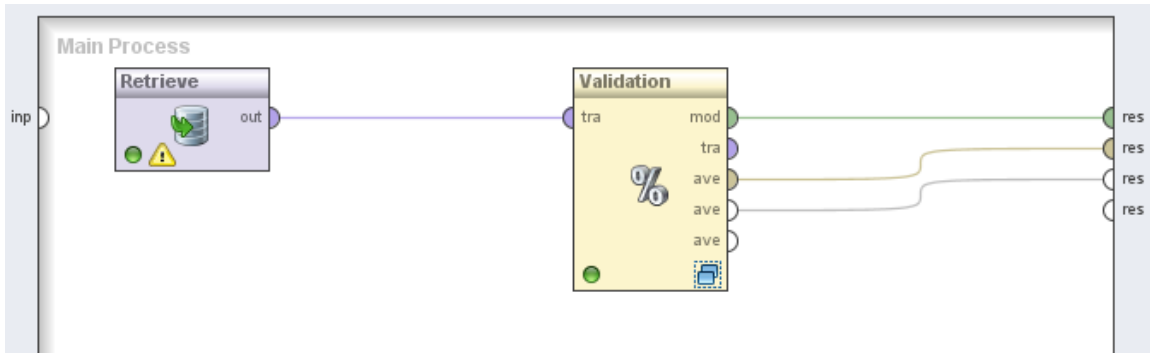 Main Process
Retrieve
Validation
inp
out
tra
mod
res
tra
res
ave
res
ave
res
ave